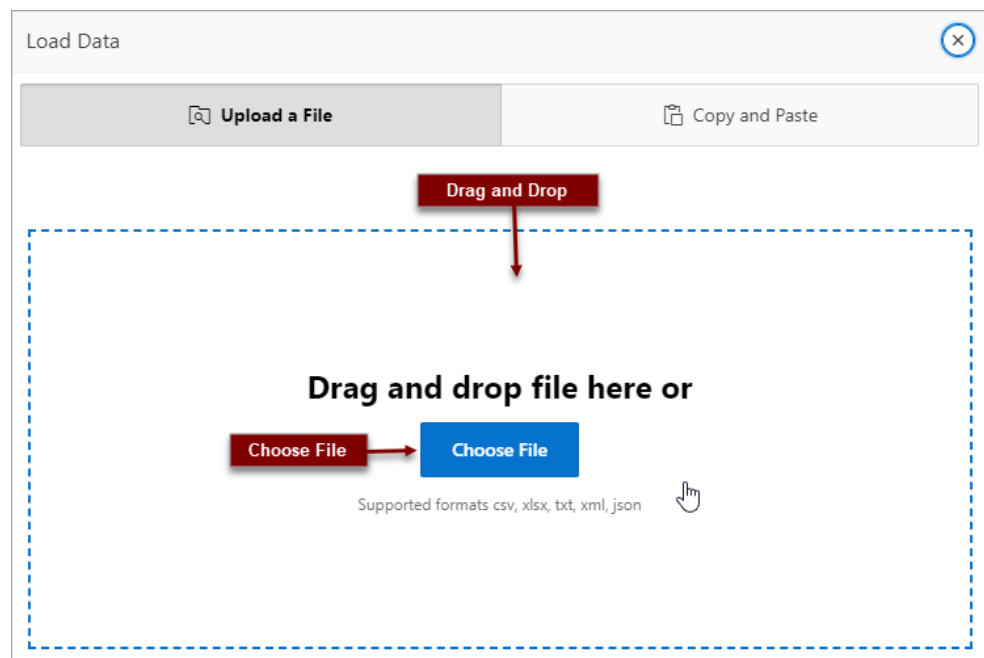 Load Data
Upload a File
Copy and Paste
Drag and Drop
Drag and drop file here or
Choose File
Choose File
Supported formats csv, xlsx, txt, xml, json